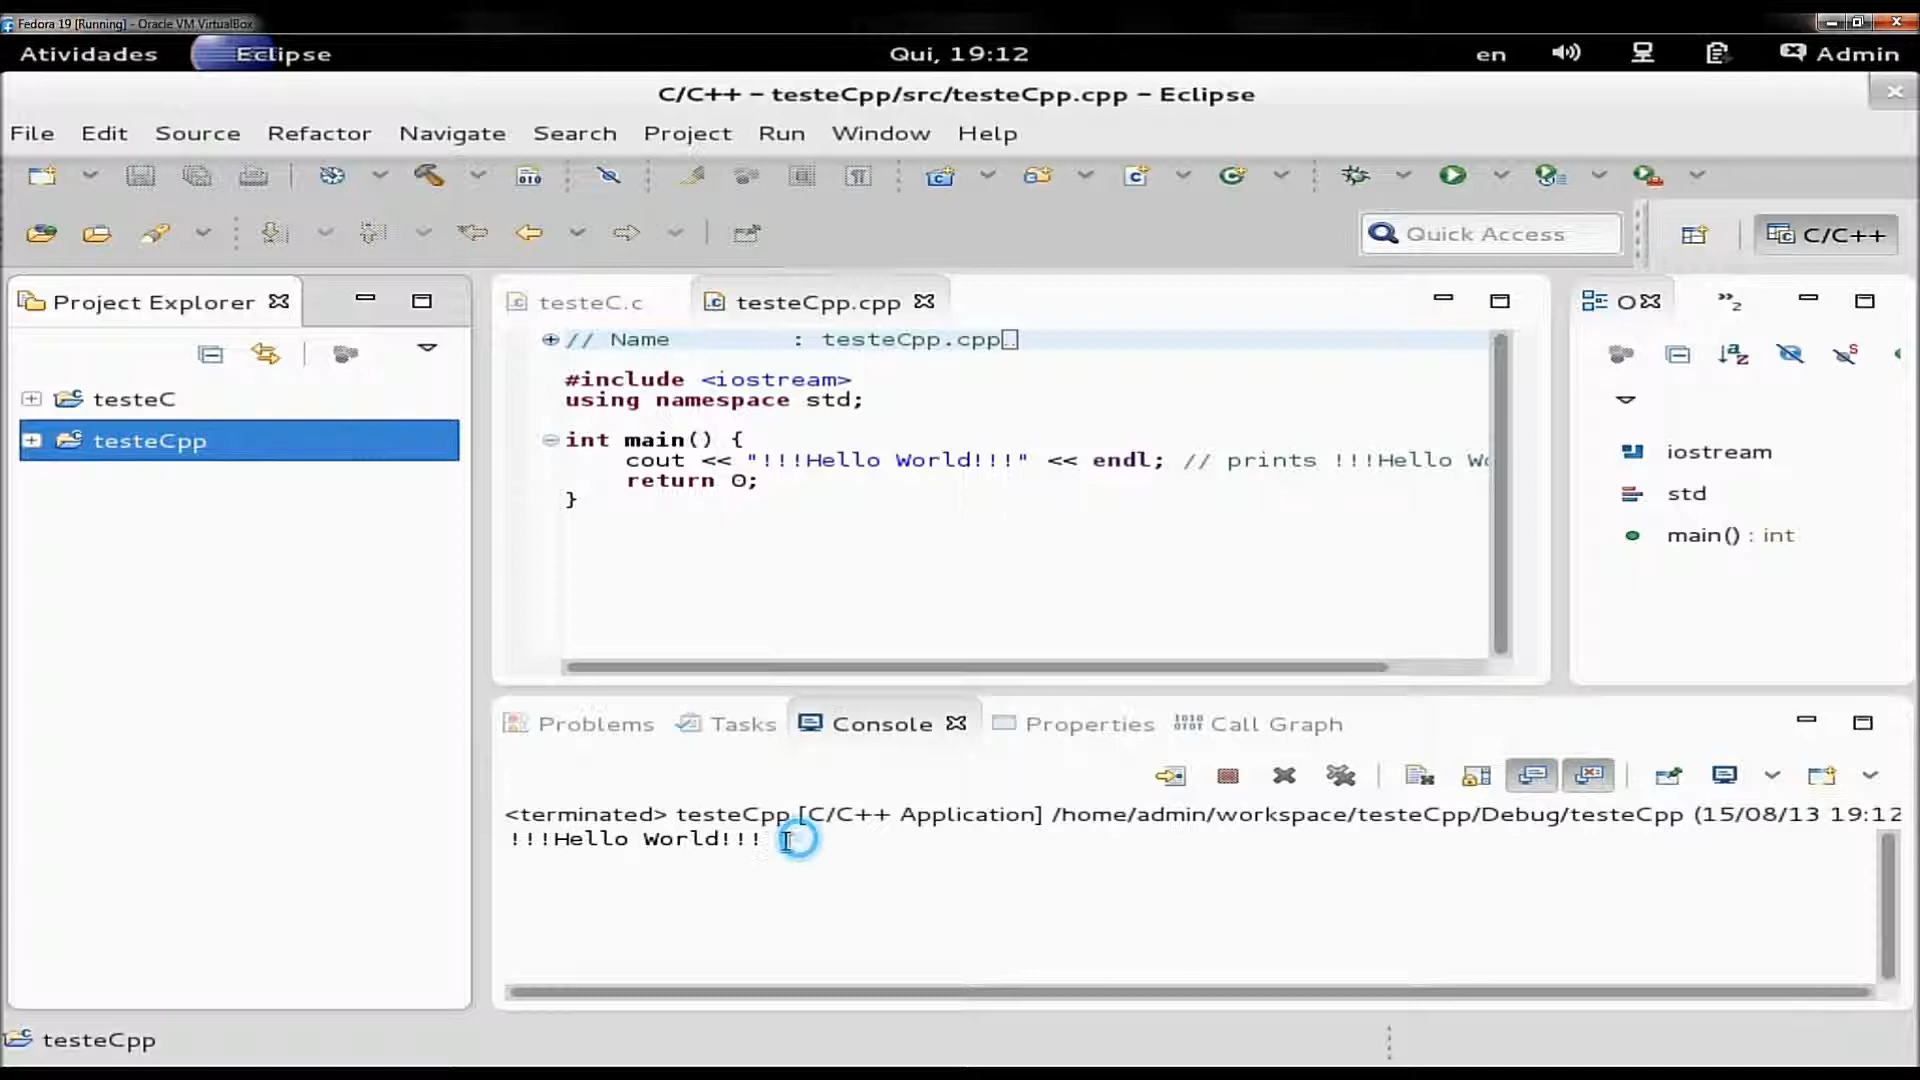 Fedora 19 [Running] - Oracle VM VirtualBox
Atividades Eclipse Qui, 19:12 en Admin
C/C++ - testeCpp/src/testeCpp.cpp - Eclipse
File Edit Source Refactor Navigate Search Project Run Window Help
Quick Access C/C++
Project Explorer
testeC
testeCpp
testeC.c testeCpp.cpp
// Name : testeCpp.cpp
#include <iostream>
using namespace std;
int main() {
cout << "!!!Hello World!!!" << endl; // prints !!!Hello Wo
return 0;
}
O
iostream
std
main() : int
Problems Tasks Console Properties Call Graph
<terminated> testeCpp [C/C++ Application] /home/admin/workspace/testeCpp/Debug/testeCpp (15/08/13 19:12
!!!Hello World!!!
testeCpp